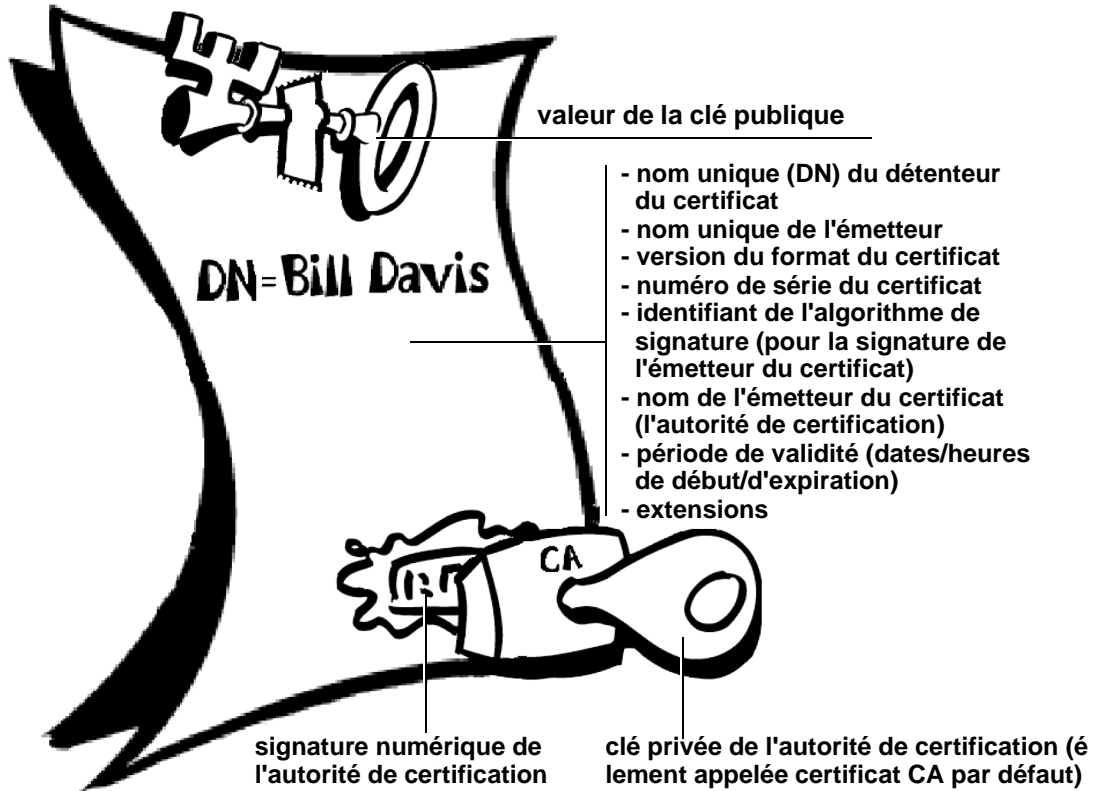 valeur de la clé publique
- nom unique (DN) du détenteur
du certificat
- nom unique de l'émetteur
- version du format du certificat
- numéro de série du certificat
- identifiant de l'algorithme de
signature (pour la signature de
l'émetteur du certificat)
- nom de l'émetteur du certificat
(l'autorité de certification)
- période de validité (dates/heures
de début/d'expiration)
- extensions
DN=Bill Davis
CA
signature numérique de
l'autorité de certification
clé privée de l'autorité de certification (é
lement appelée certificat CA par défaut)